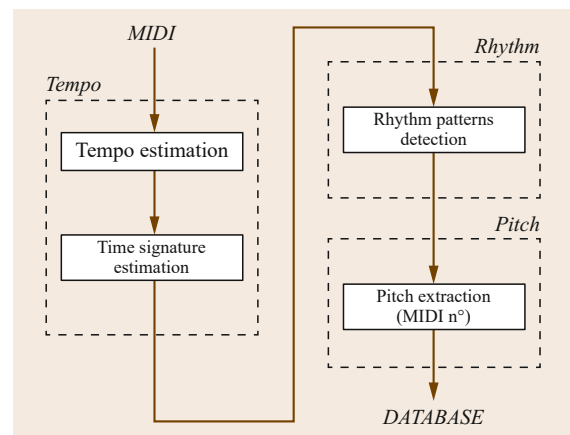 MIDI
Tempo
Tempo estimation
Time signature
estimation
Rhythm
Rhythm patterns
detection
Pitch
Pitch extraction
(MIDI n°)
DATABASE